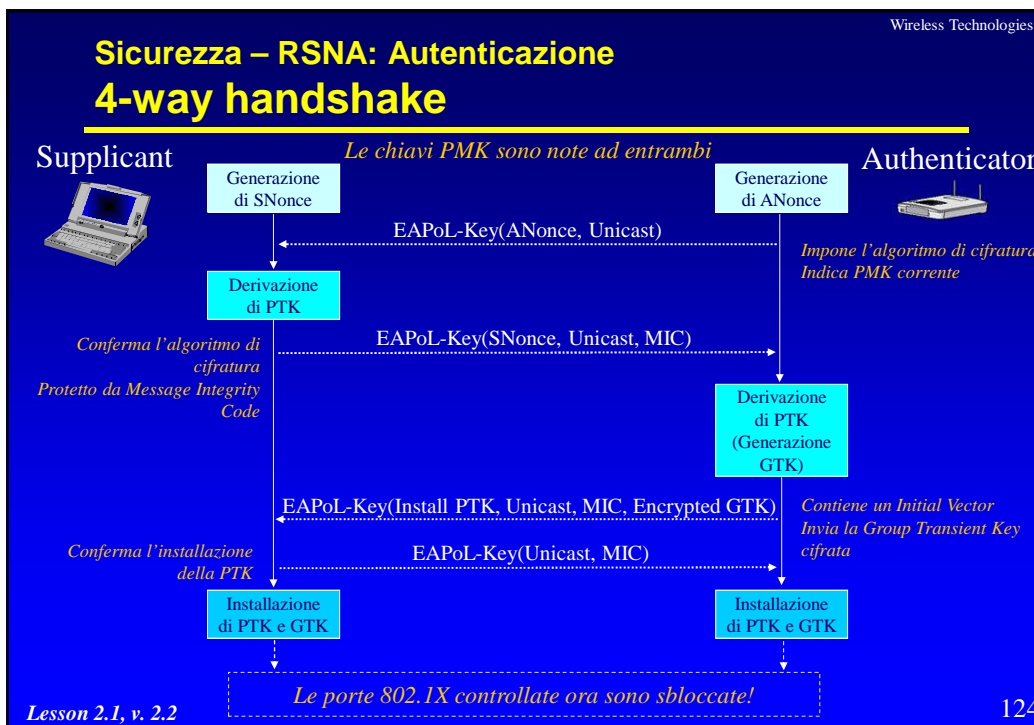 Wireless Technologies
Sicurezza – RSNA: Autenticazione
4-way handshake
Supplicant
Le chiavi PMK sono note ad entrambi
Authenticator
Generazione
di SNonce
Generazione
di ANonce
EAPoL-Key(ANonce, Unicast)
Impone l'algoritmo di cifratura
Indica PMK corrente
Derivazione
di PTK
EAPoL-Key(SNonce, Unicast, MIC)
Conferma l'algoritmo di
cifratura
Protetto da Message Integrity
Code
Derivazione
di PTK
(Generazione
GTK)
EAPoL-Key(Install PTK, Unicast, MIC, Encrypted GTK)
Contiene un Initial Vector
Invia la Group Transient Key
cifrata
Conferma l'installazione
della PTK
EAPoL-Key(Unicast, MIC)
Installazione
di PTK e GTK
Installazione
di PTK e GTK
Le porte 802.1X controllate ora sono sbloccate!
Lesson 2.1, v. 2.2
124